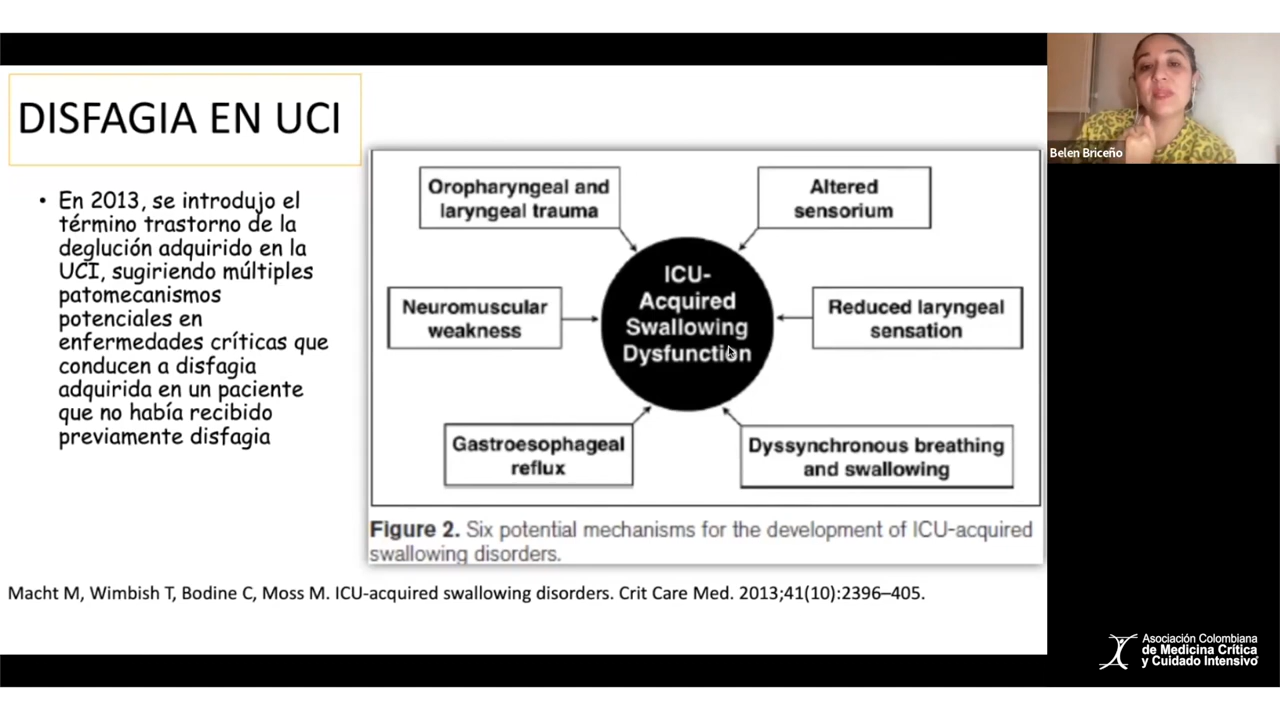 DISFAGIA EN UCI
• En 2013, se introdujo el
término trastorno de la
deglución adquirido en la
UCI, sugiriendo múltiples
patomecanismos
potenciales en
enfermedades críticas que
conducen a disfagia
adquirida en un paciente
que no había recibido
previamente disfagia
Oropharyngeal and
laryngeal trauma
Altered
sensorium
Neuromuscular
weakness
ICU-
Acquired
Swallowing
Dysfunction
Reduced laryngeal
sensation
Gastroesophageal
reflux
Dyssynchronous breathing
and swallowing
Figure 2. Six potential mechanisms for the development of ICU-acquired
swallowing disorders.
Macht M, Wimbish T, Bodine C, Moss M. ICU-acquired swallowing disorders. Crit Care Med. 2013;41(10):2396–405.
Belen Briceño
Asociación Colombiana
de Medicina Crítica
y Cuidado Intensivo